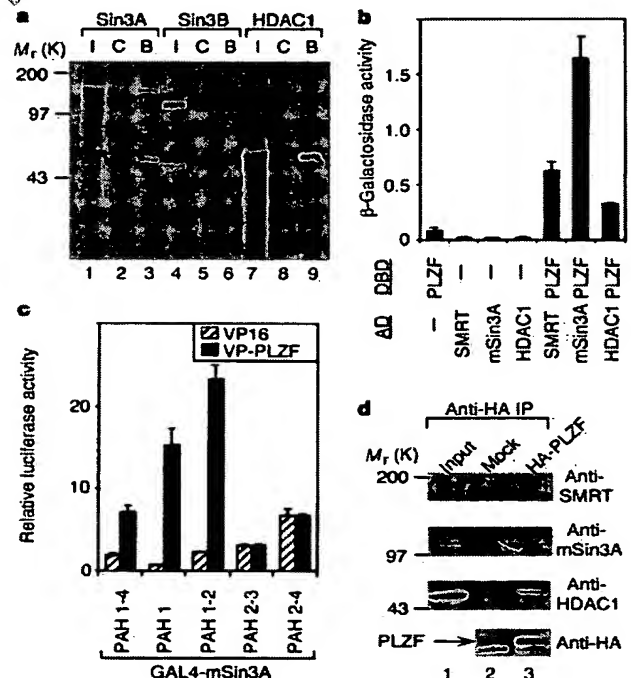 a
Sin3A Sin3B HDAC1
Mr (K) I C B I C B I C B
200
97
43
1 2 3 4 5 6 7 8 9
b
β-Galactosidase activity
1.5
1.0
0.5
0
DBD PLZF – – – PLZF PLZF PLZF
AD – SMRT mSin3A HDAC1 SMRT mSin3A HDAC1
c
VP16
VP-PLZF
Relative luciferase activity
20
10
0
PAH 1-4 PAH 1 PAH 1-2 PAH 2-3 PAH 2-4
GAL4-mSin3A
d
Anti-HA IP
Mr (K) Input Mock HA-PLZF
200
Anti-
SMRT
Anti-
mSin3A
97
Anti-
HDAC1
43
PLZF Anti-HA
1 2 3